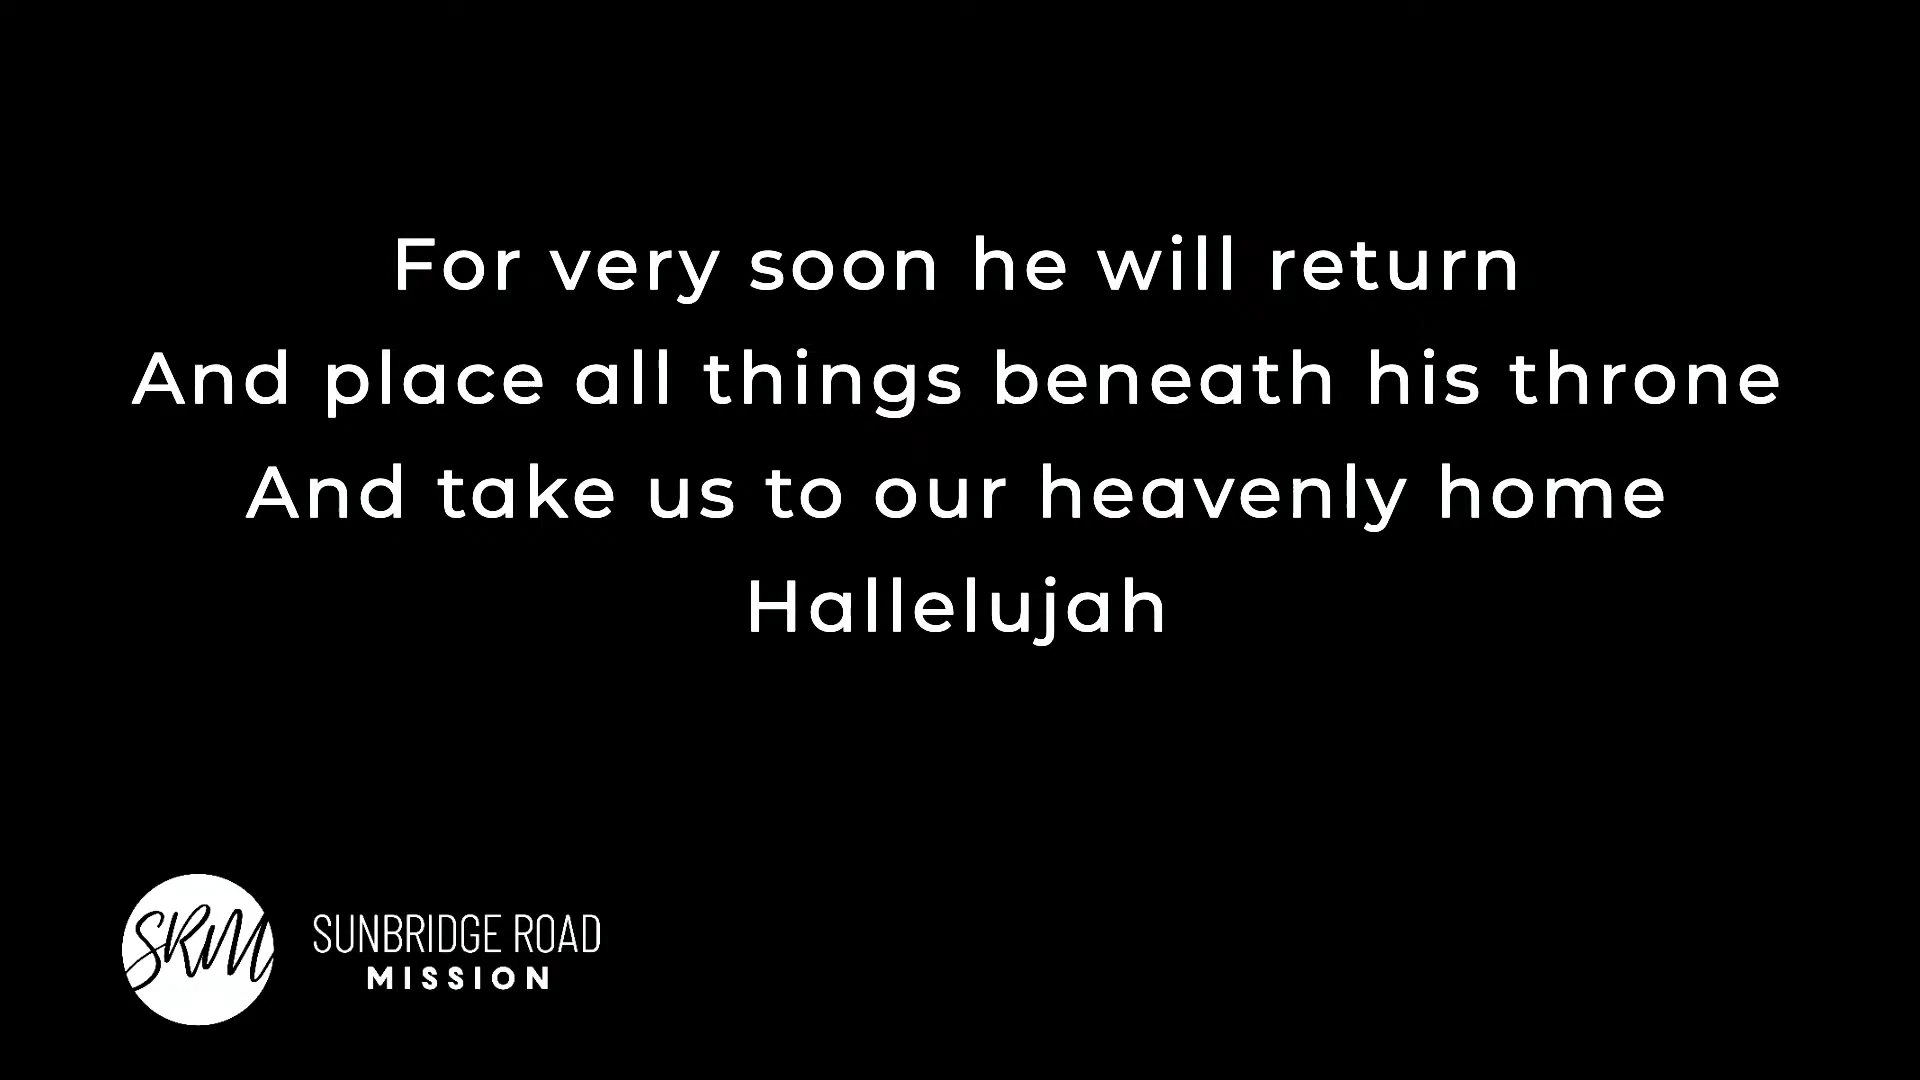 For very soon he will return
And place all things beneath his throne
And take us to our heavenly home
Hallelujah
SRM
SUNBRIDGE ROAD
MISSION